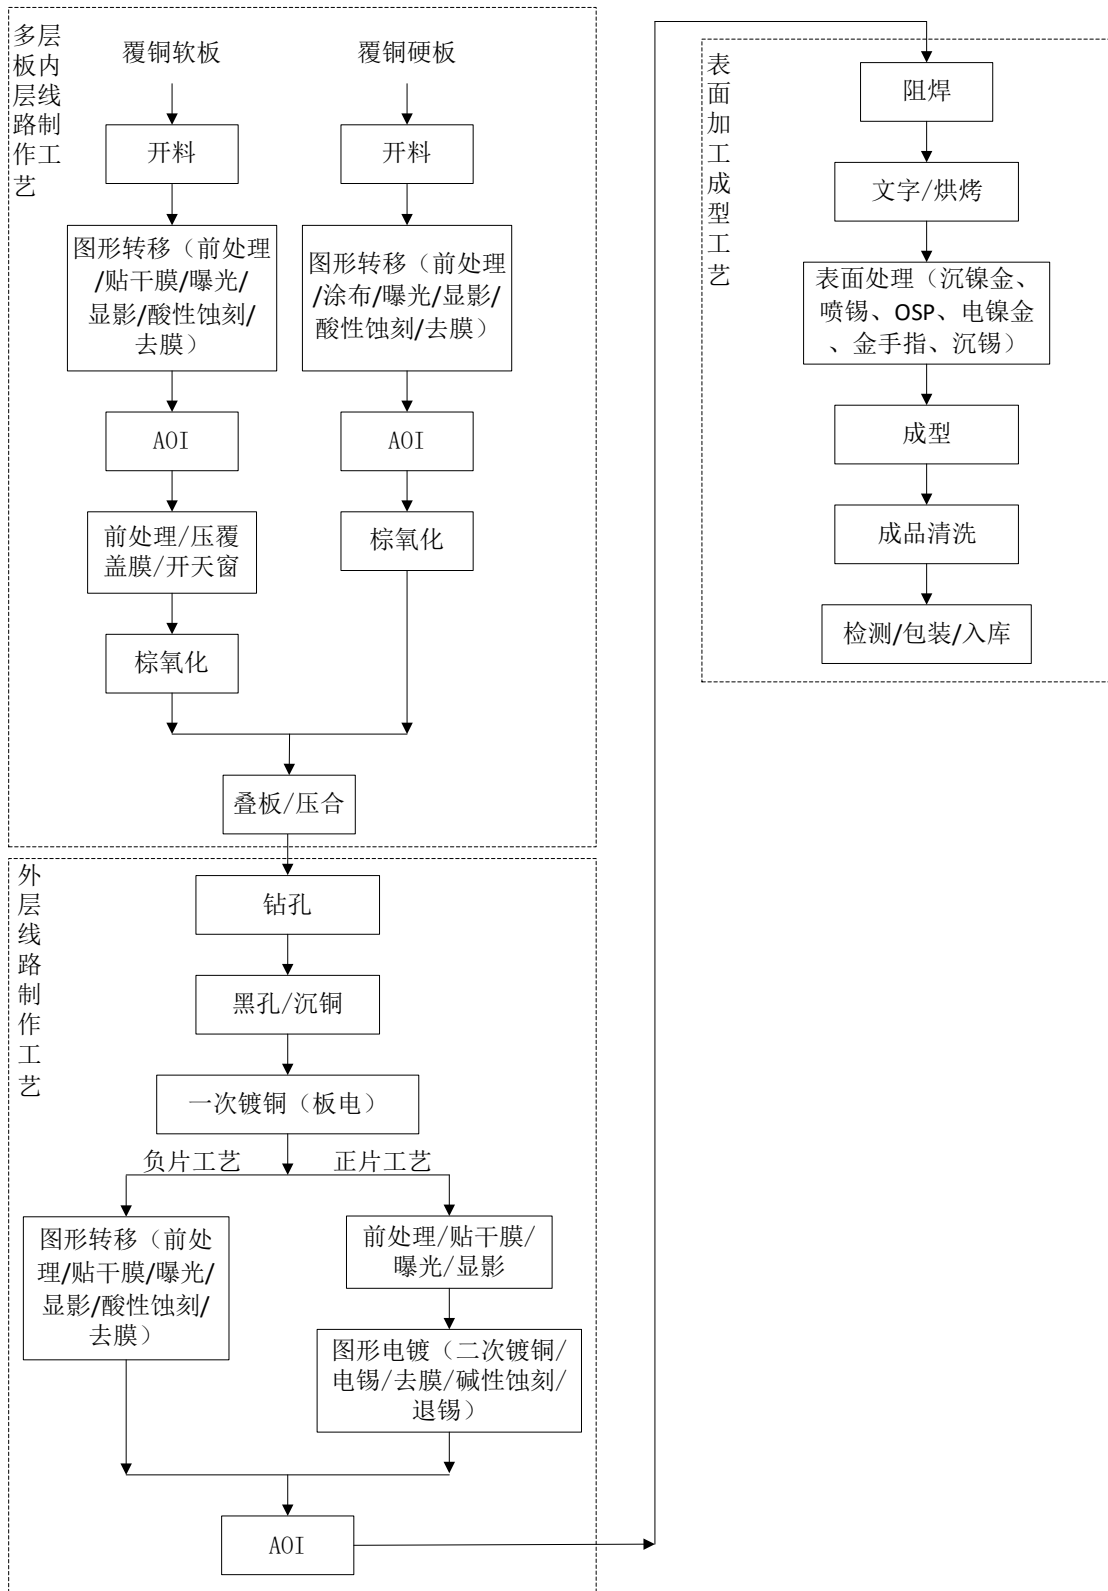 多层
板内
层线
路制
作工
艺
覆铜软板
覆铜硬板
开料
开料
图形转移（前处理
/贴干膜/曝光/
显影/酸性蚀刻/
去膜）
图形转移（前处理
/涂布/曝光/显影/
酸性蚀刻/去膜）
AOI
AOI
前处理/压覆
盖膜/开天窗
棕氧化
棕氧化
叠板/压合
外
层
线
路
制
作
工
艺
钻孔
黑孔/沉铜
一次镀铜（板电）
负片工艺
正片工艺
图形转移（前处
理/贴干膜/曝光/
显影/酸性蚀刻/
去膜）
前处理/贴干膜/
曝光/显影
图形电镀（二次镀铜/
电锡/去膜/碱性蚀刻/
退锡）
AOI
表
面
加
工
成
型
工
艺
阻焊
文字/烘烤
表面处理（沉镍金、
喷锡、OSP、电镍金
、金手指、沉锡）
成型
成品清洗
检测/包装/入库